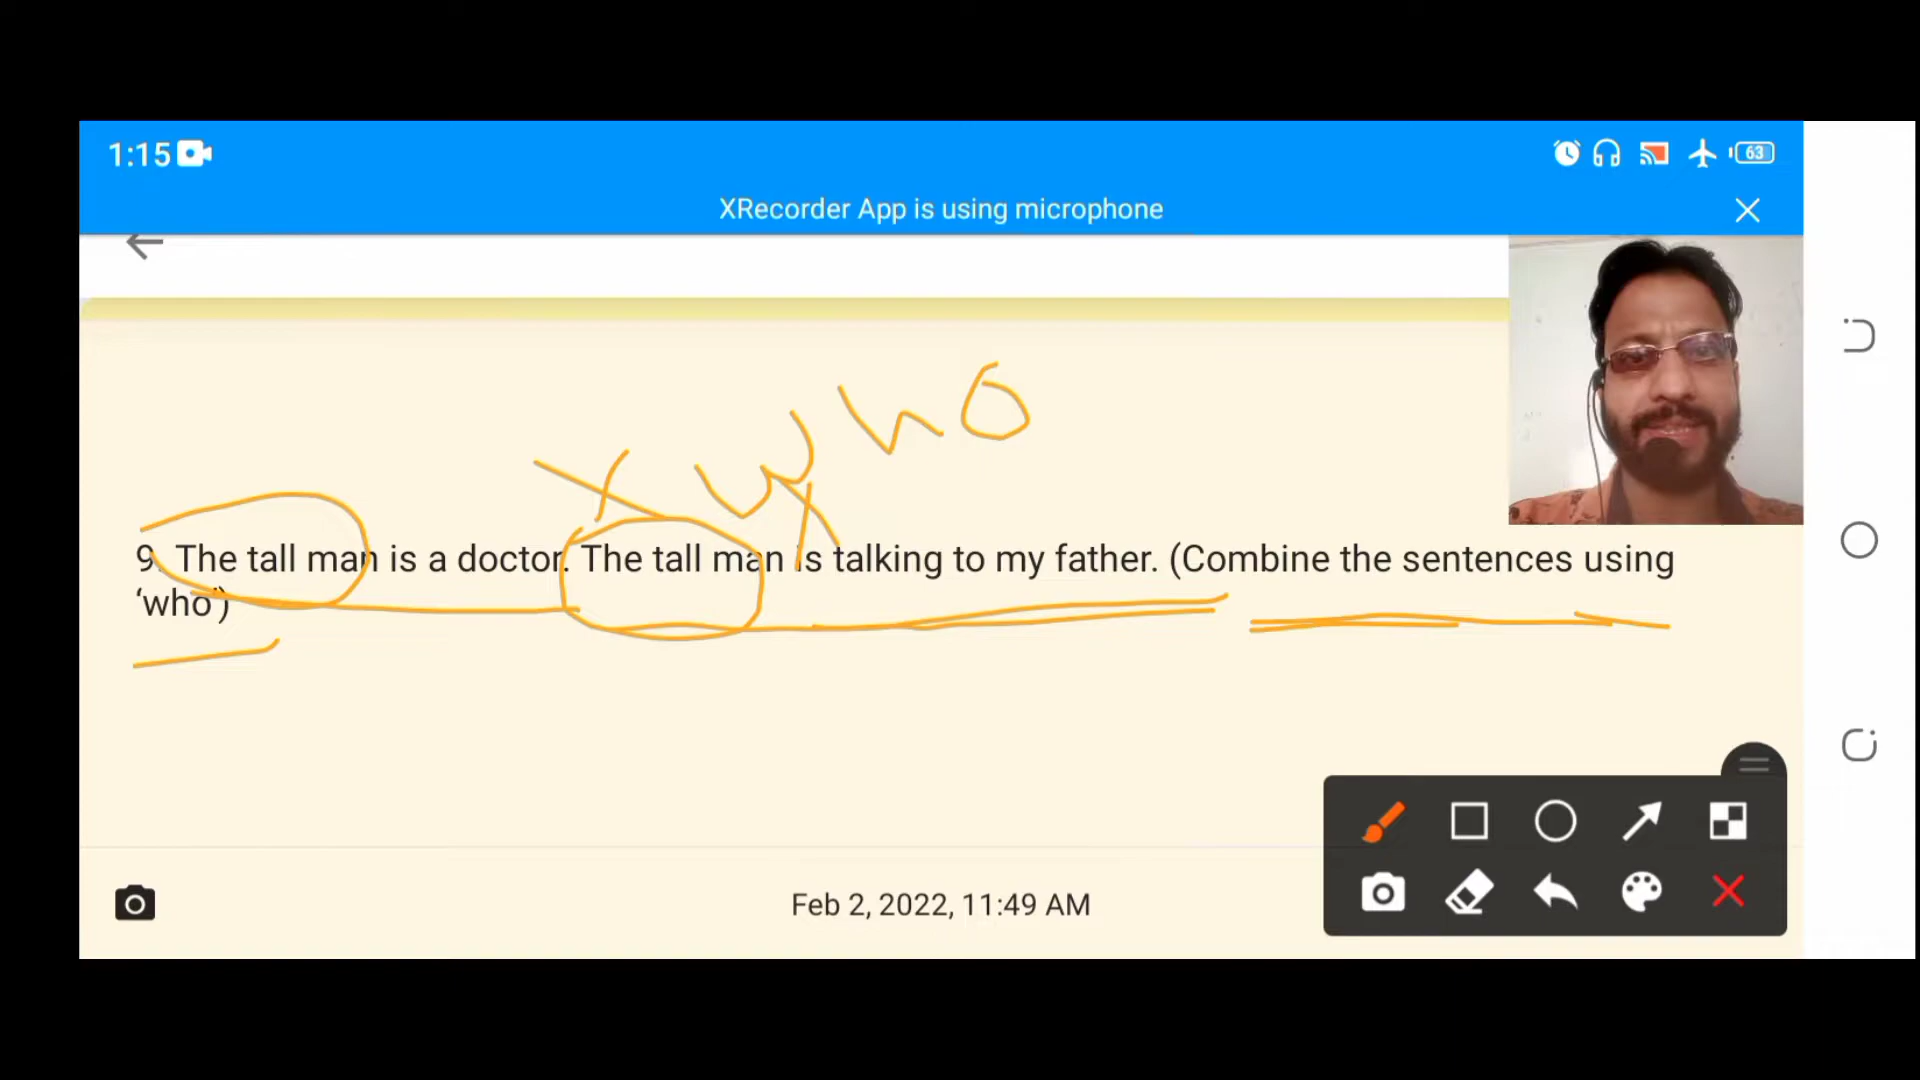 1:15
63
XRecorder App is using microphone
x who
9. The tall man is a doctor. The tall man is talking to my father. (Combine the sentences using
‘who’)
Feb 2, 2022, 11:49 AM